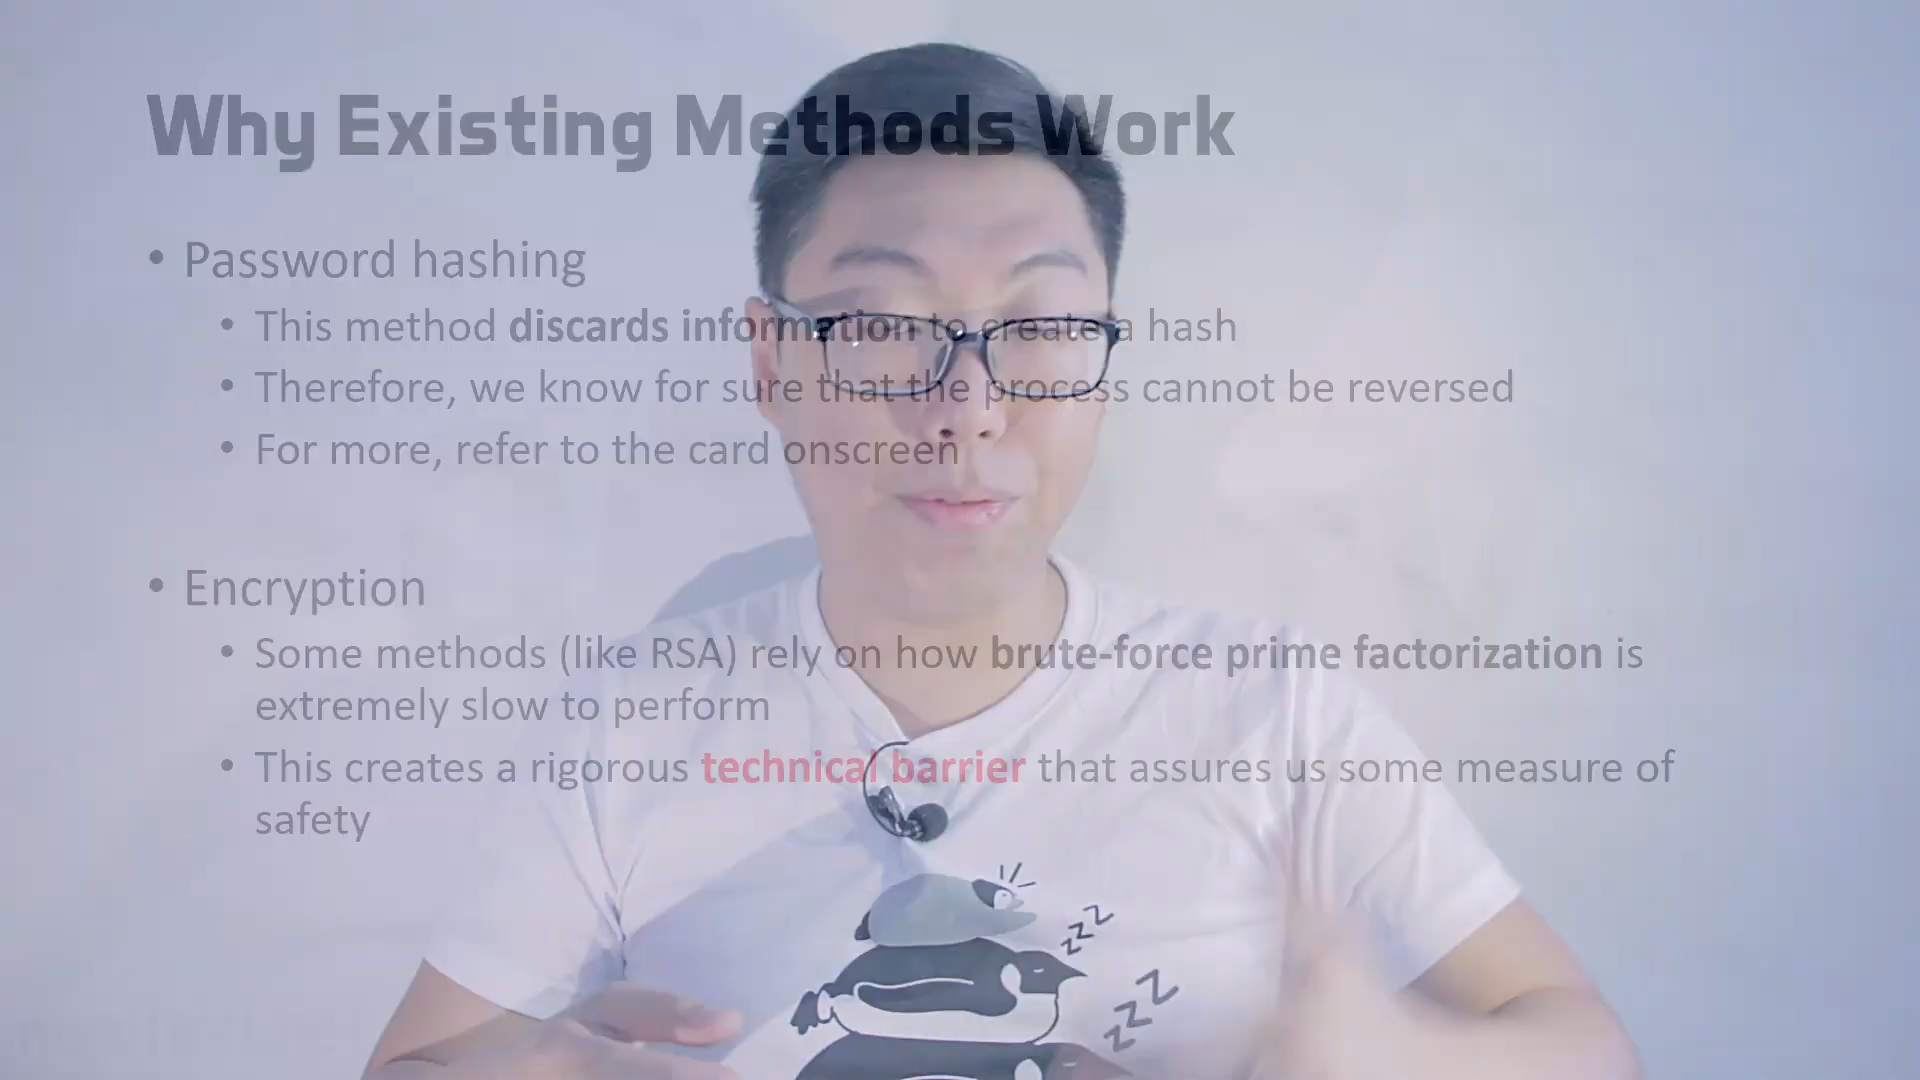 Why Existing Methods Work
• Password hashing
• This method discards information to create a hash
• Therefore, we know for sure that the process cannot be reversed
• For more, refer to the card onscreen
• Encryption
• Some methods (like RSA) rely on how brute-force prime factorization is
extremely slow to perform
• This creates a rigorous technical barrier that assures us some measure of
safety
zzz
zzz